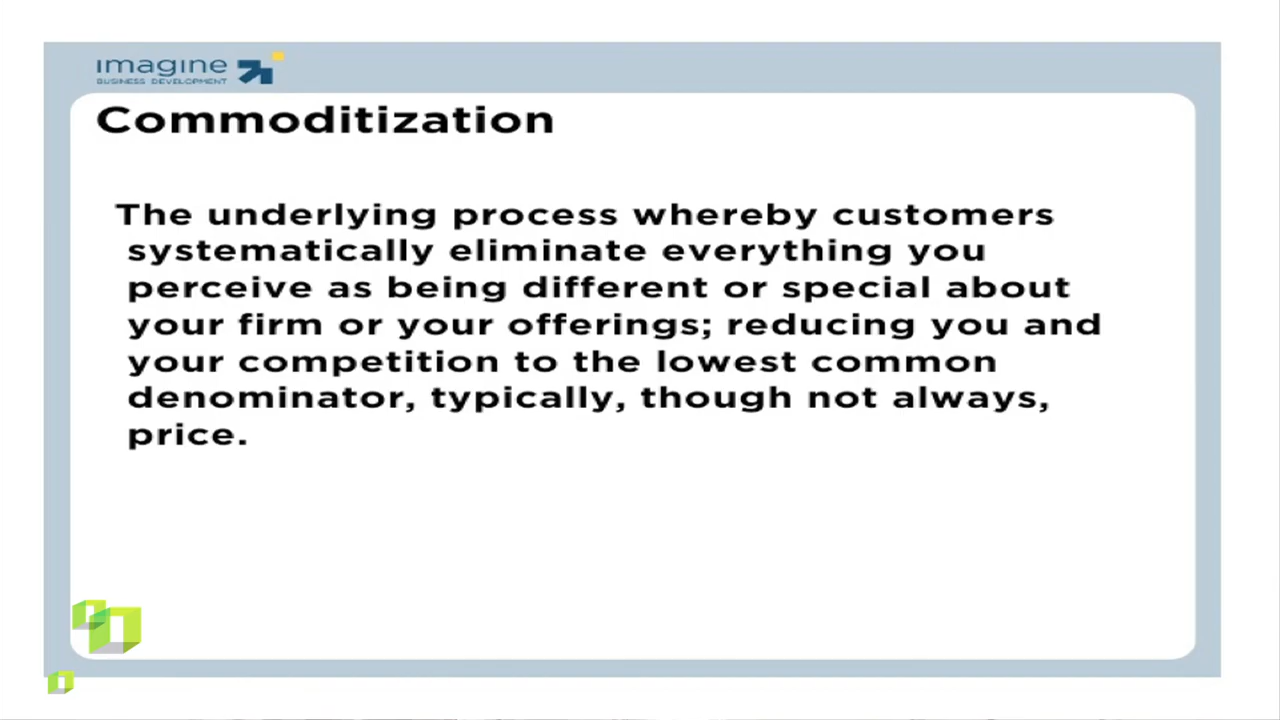 imagine
BUSINESS DEVELOPMENT
Commoditization
The underlying process whereby customers
systematically eliminate everything you
perceive as being different or special about
your firm or your offerings; reducing you and
your competition to the lowest common
denominator, typically, though not always,
price.